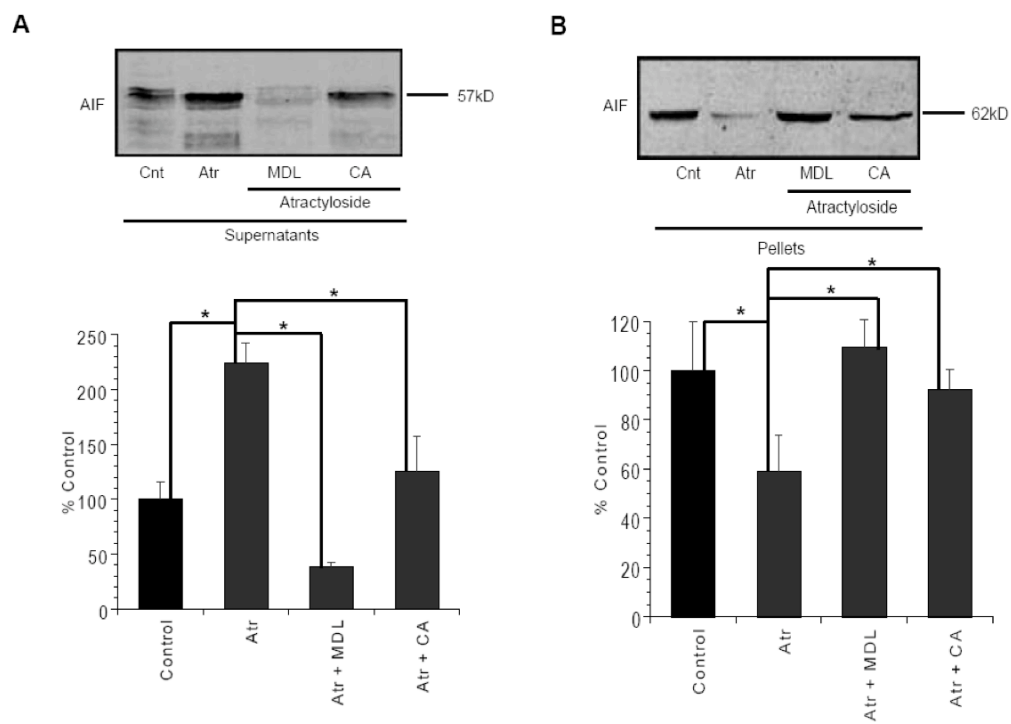 A
AIF
57kD
Cnt Atr MDL CA
Atractyloside
Supernatants
* * *
% Control
250
200
150
100
50
0
Control
Atr
Atr + MDL
Atr + CA
B
AIF
62kD
Cnt Atr MDL CA
Atractyloside
Pellets
* * *
% Control
120
100
80
60
40
20
0
Control
Atr
Atr + MDL
Atr + CA